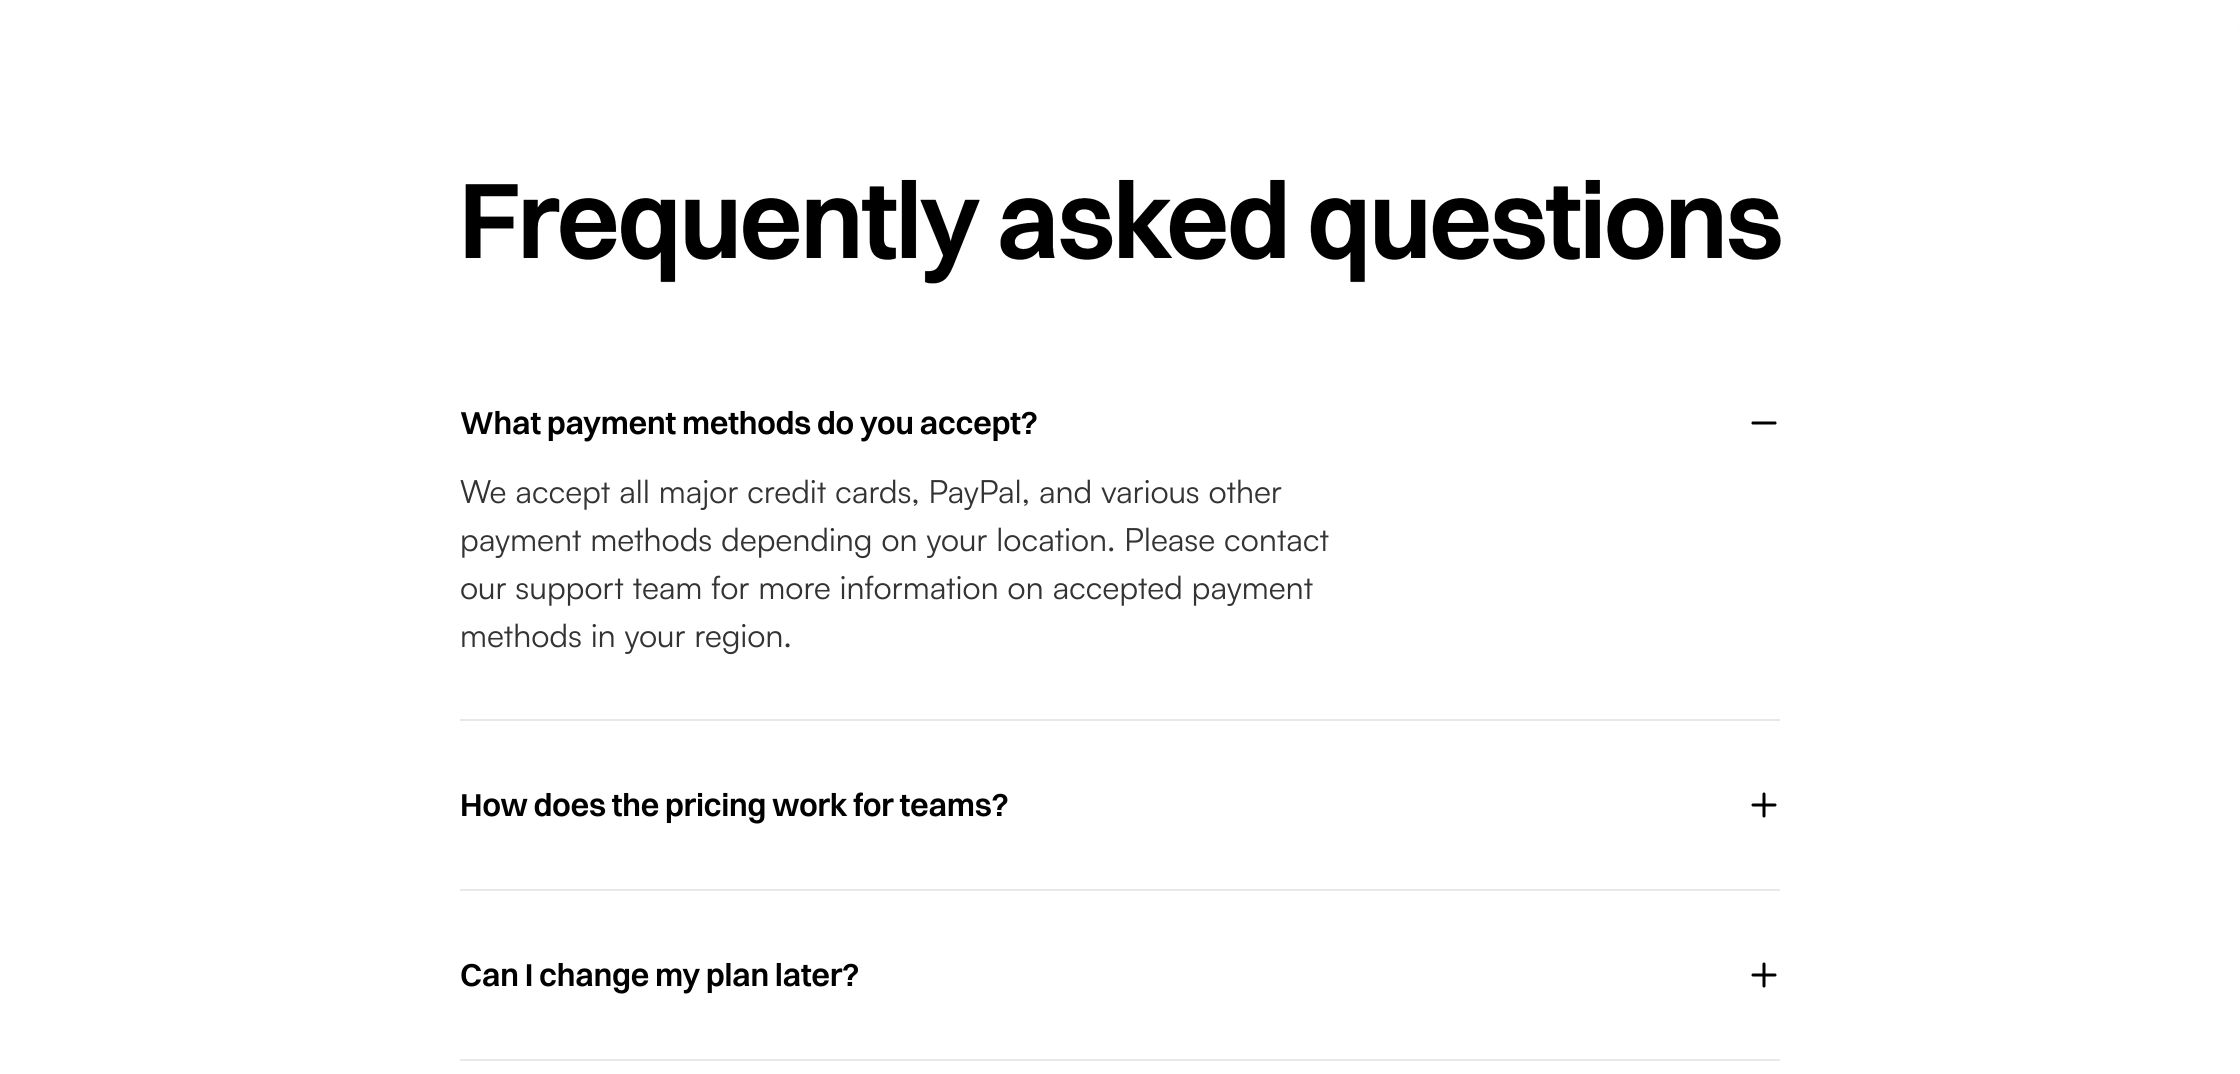 Frequently asked questions
What payment methods do you accept?
We accept all major credit cards, PayPal, and various other
payment methods depending on your location. Please contact
our support team for more information on accepted payment
methods in your region.
How does the pricing work for teams?
Can I change my plan later?